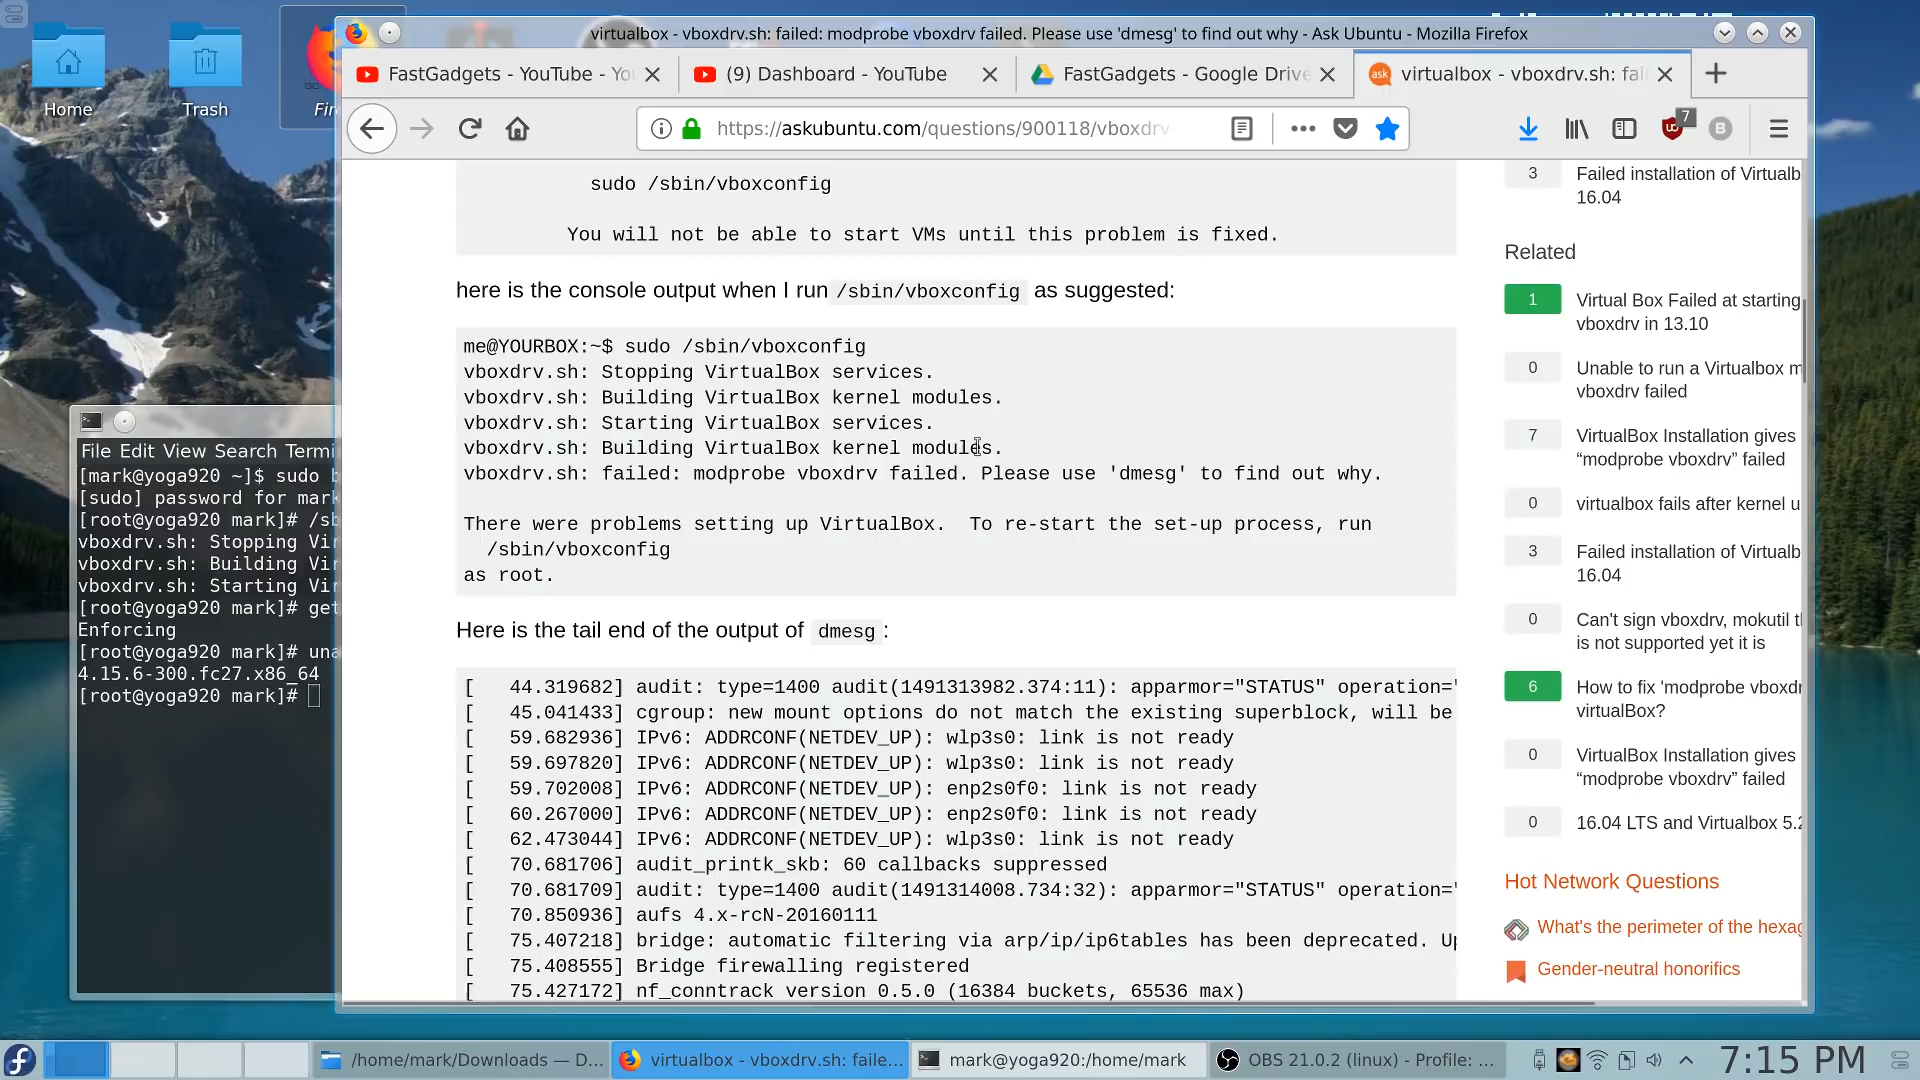 Home
Trash
Fir
virtualbox - vboxdrv.sh: failed: modprobe vboxdrv failed. Please use 'dmesg' to find out why - Ask Ubuntu - Mozilla Firefox
FastGadgets - YouTube - Yo
(9) Dashboard - YouTube
FastGadgets - Google Drive
ask
virtualbox - vboxdrv.sh: fail
https://askubuntu.com/questions/900118/vboxdrv-
7
B
sudo /sbin/vboxconfig
You will not be able to start VMs until this problem is fixed.
here is the console output when I run /sbin/vboxconfig as suggested:
me@YOURBOX:~$ sudo /sbin/vboxconfig
vboxdrv.sh: Stopping VirtualBox services.
vboxdrv.sh: Building VirtualBox kernel modules.
vboxdrv.sh: Starting VirtualBox services.
vboxdrv.sh: Building VirtualBox kernel modules.
vboxdrv.sh: failed: modprobe vboxdrv failed. Please use 'dmesg' to find out why.
There were problems setting up VirtualBox.  To re-start the set-up process, run
/sbin/vboxconfig
as root.
Here is the tail end of the output of dmesg :
[   44.319682] audit: type=1400 audit(1491313982.374:11): apparmor="STATUS" operation="
[   45.041433] cgroup: new mount options do not match the existing superblock, will be
[   59.682936] IPv6: ADDRCONF(NETDEV_UP): wlp3s0: link is not ready
[   59.697820] IPv6: ADDRCONF(NETDEV_UP): wlp3s0: link is not ready
[   59.702008] IPv6: ADDRCONF(NETDEV_UP): enp2s0f0: link is not ready
[   60.267000] IPv6: ADDRCONF(NETDEV_UP): enp2s0f0: link is not ready
[   62.473044] IPv6: ADDRCONF(NETDEV_UP): wlp3s0: link is not ready
[   70.681706] audit_printk_skb: 60 callbacks suppressed
[   70.681709] audit: type=1400 audit(1491314008.734:32): apparmor="STATUS" operation="
[   70.850936] aufs 4.x-rcN-20160111
[   75.407218] bridge: automatic filtering via arp/ip/ip6tables has been deprecated. Up
[   75.408555] Bridge firewalling registered
[   75.427172] nf_conntrack version 0.5.0 (16384 buckets, 65536 max)
3 Failed installation of Virtualb
16.04
Related
1 Virtual Box Failed at starting
vboxdrv in 13.10
0 Unable to run a Virtualbox m
vboxdrv failed
7 VirtualBox Installation gives
“modprobe vboxdrv” failed
0 virtualbox fails after kernel u
3 Failed installation of Virtualb
16.04
0 Can't sign vboxdrv, mokutil t
is not supported yet it is
6 How to fix 'modprobe vboxdr
virtualBox?
0 VirtualBox Installation gives
“modprobe vboxdrv” failed
0 16.04 LTS and Virtualbox 5.2
Hot Network Questions
What's the perimeter of the hexag
Gender-neutral honorifics
File Edit View Search Termi
[mark@yoga920 ~]$ sudo b
[sudo] password for mark
[root@yoga920 mark]# /sb
vboxdrv.sh: Stopping Vir
vboxdrv.sh: Building Vir
vboxdrv.sh: Starting Vir
[root@yoga920 mark]# get
Enforcing
[root@yoga920 mark]# una
4.15.6-300.fc27.x86_64
[root@yoga920 mark]#
/home/mark/Downloads — D...
virtualbox - vboxdrv.sh: faile...
mark@yoga920:/home/mark
OBS 21.0.2 (linux) - Profile: ...
7:15 PM